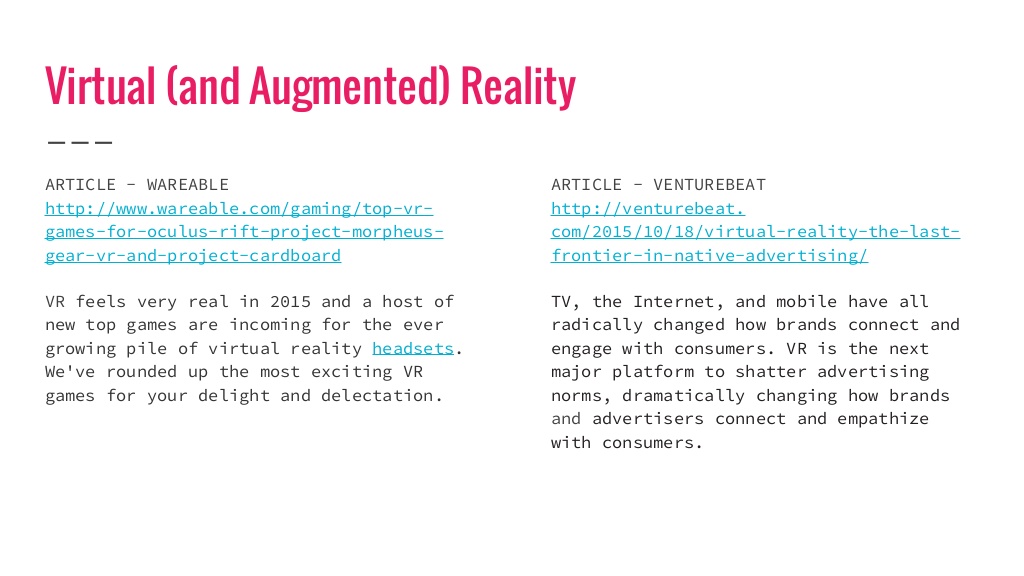 Virtual (and Augmented) Reality
ARTICLE - WAREABLE
http://www.wareable.com/gaming/top-vr-
games-for-oculus-rift-project-morpheus-
gear-vr-and-project-cardboard
VR feels very real in 2015 and a host of
new top games are incoming for the ever
growing pile of virtual reality headsets.
We've rounded up the most exciting VR
games for your delight and delectation.
ARTICLE - VENTUREBEAT
http://venturebeat.
com/2015/10/18/virtual-reality-the-last-
frontier-in-native-advertising/
TV, the Internet, and mobile have all
radically changed how brands connect and
engage with consumers. VR is the next
major platform to shatter advertising
norms, dramatically changing how brands
and advertisers connect and empathize
with consumers.